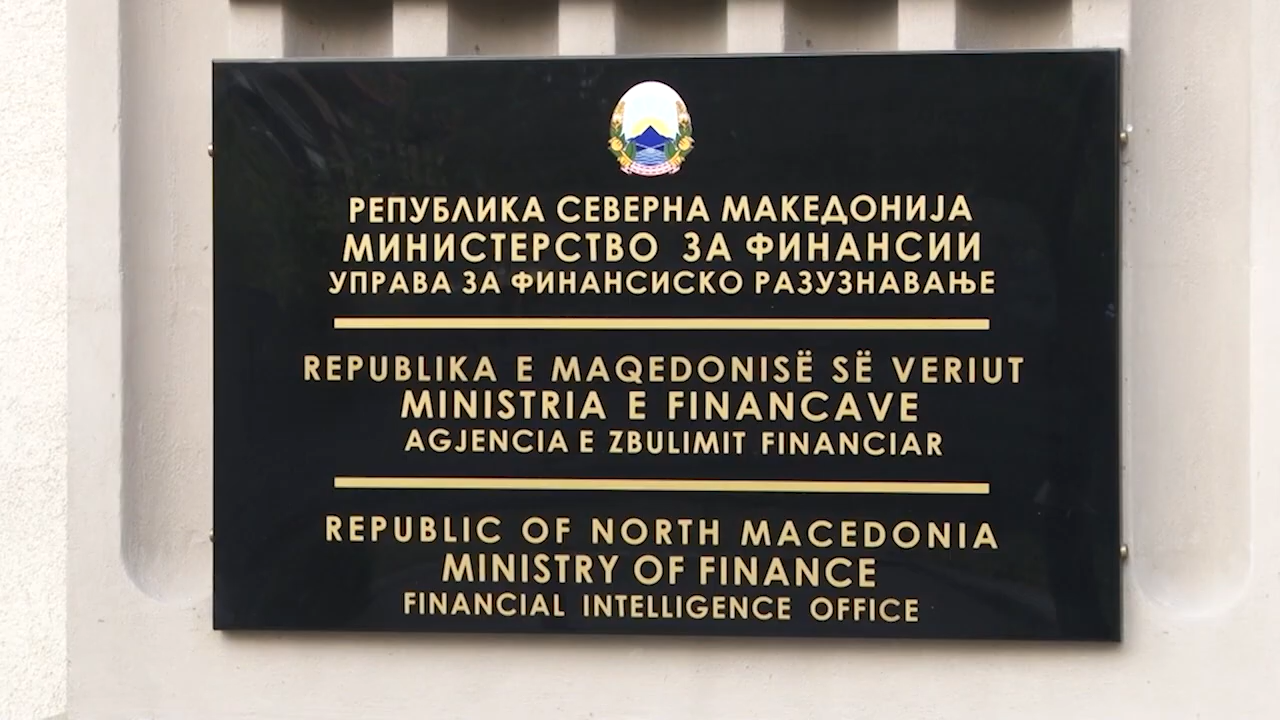 РЕПУБЛИКА СЕВЕРНА МАКЕДОНИЈА
МИНИСТЕРСТВО ЗА ФИНАНСИИ
УПРАВА ЗА ФИНАНСИСКО РАЗУЗНАВАЊЕ
REPUBLIKA E MAQEDONISË SË VERIUT
MINISTRIA E FINANCAVE
AGJENCIA E ZBULIMIT FINANCIAR
REPUBLIC OF NORTH MACEDONIA
MINISTRY OF FINANCE
FINANCIAL INTELLIGENCE OFFICE